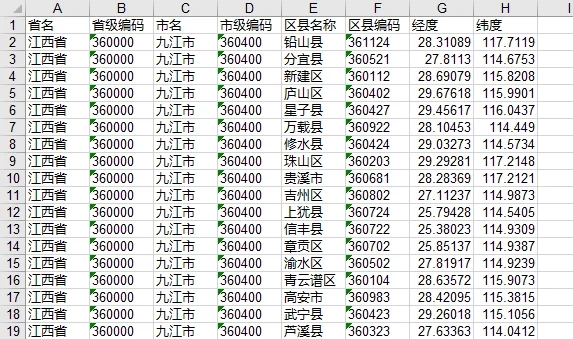 A B C D E F G H I
1 省名 省级编码 市名 市级编码 区县名称 区县编码 经度 纬度
2 江西省 360000 九江市 360400 铅山县 361124 28.31089 117.7119
3 江西省 360000 九江市 360400 分宜县 360521 27.8113 114.6753
4 江西省 360000 九江市 360400 新建区 360112 28.69079 115.8208
5 江西省 360000 九江市 360400 庐山区 360402 29.67618 115.9901
6 江西省 360000 九江市 360400 星子县 360427 29.45617 116.0437
7 江西省 360000 九江市 360400 万载县 360922 28.10453 114.449
8 江西省 360000 九江市 360400 修水县 360424 29.03273 114.5734
9 江西省 360000 九江市 360400 珠山区 360203 29.29281 117.2148
10 江西省 360000 九江市 360400 贵溪市 360681 28.28369 117.2121
11 江西省 360000 九江市 360400 吉州区 360802 27.11237 114.9873
12 江西省 360000 九江市 360400 上犹县 360724 25.79428 114.5405
13 江西省 360000 九江市 360400 信丰县 360722 25.38023 114.9309
14 江西省 360000 九江市 360400 章贡区 360702 25.85137 114.9387
15 江西省 360000 九江市 360400 渝水区 360502 27.81917 114.9239
16 江西省 360000 九江市 360400 青云谱区 360104 28.63572 115.9073
17 江西省 360000 九江市 360400 高安市 360983 28.42095 115.3815
18 江西省 360000 九江市 360400 武宁县 360423 29.26018 115.1056
19 江西省 360000 九江市 360400 芦溪县 360323 27.63363 114.0412